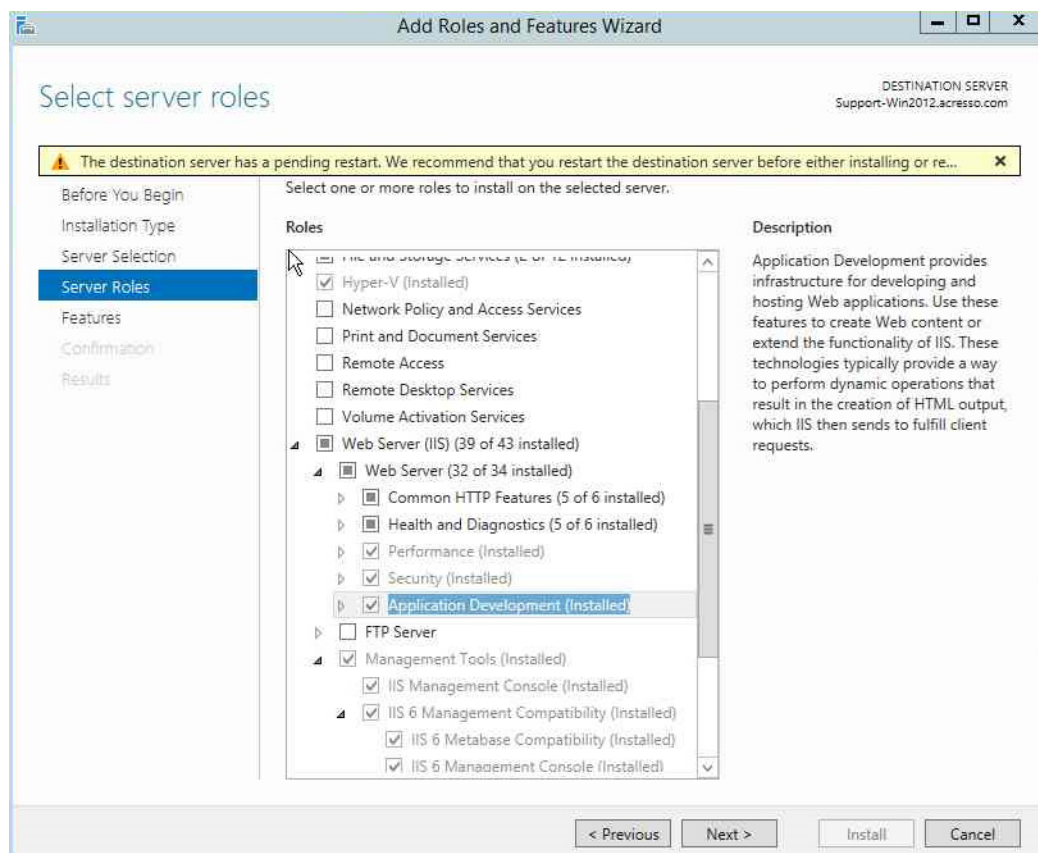 Add Roles and Features Wizard
Select server roles
DESTINATION SERVER
Support-Win2012.acresso.com
The destination server has a pending restart. We recommend that you restart the destination server before either installing or re...
Before You Begin
Installation Type
Server Selection
Server Roles
Features
Confirmation
Results
Select one or more roles to install on the selected server.
Roles
File and Storage Services (2 of 12 installed)
Hyper-V (Installed)
Network Policy and Access Services
Print and Document Services
Remote Access
Remote Desktop Services
Volume Activation Services
Web Server (IIS) (39 of 43 installed)
Web Server (32 of 34 installed)
Common HTTP Features (5 of 6 installed)
Health and Diagnostics (5 of 6 installed)
Performance (Installed)
Security (Installed)
Application Development (Installed)
FTP Server
Management Tools (Installed)
IIS Management Console (Installed)
IIS 6 Management Compatibility (Installed)
IIS 6 Metabase Compatibility (Installed)
IIS 6 Management Console (Installed)
Description
Application Development provides
infrastructure for developing and
hosting Web applications. Use these
features to create Web content or
extend the functionality of IIS. These
technologies typically provide a way
to perform dynamic operations that
result in the creation of HTML output,
which IIS then sends to fulfill client
requests.
< Previous
Next >
Install
Cancel